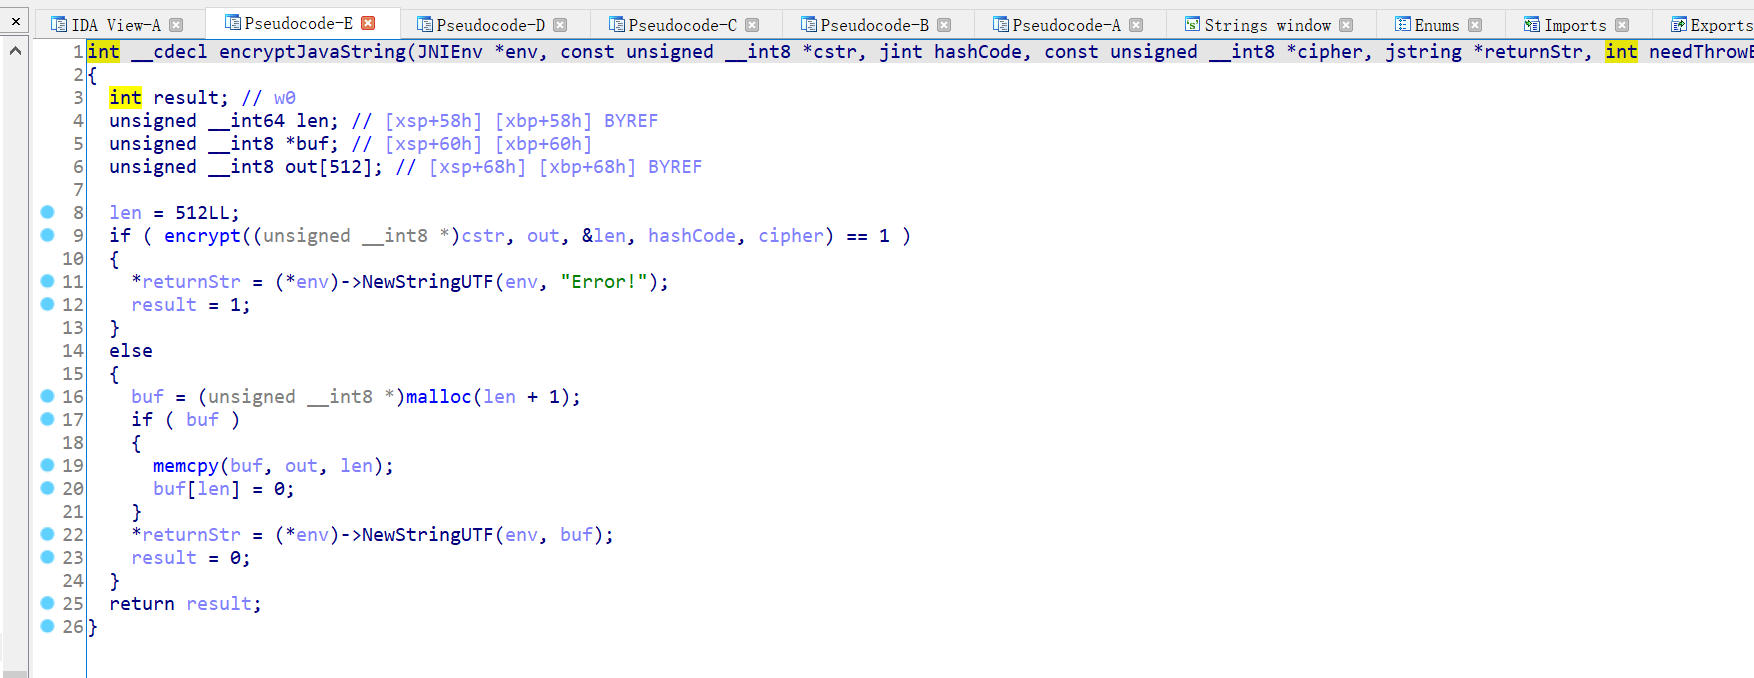 IDA View-A Pseudocode-E Pseudocode-D Pseudocode-C Pseudocode-B Pseudocode-A Strings window Enums Imports Exports
1 int __cdecl encryptJavaString(JNIEnv *env, const unsigned __int8 *cstr, jint hashCode, const unsigned __int8 *cipher, jstring *returnStr, int needThrowE
2 {
3   int result; // w0
4   unsigned __int64 len; // [xsp+58h] [xbp+58h] BYREF
5   unsigned __int8 *buf; // [xsp+60h] [xbp+60h]
6   unsigned __int8 out[512]; // [xsp+68h] [xbp+68h] BYREF
7
8   len = 512LL;
9   if ( encrypt((unsigned __int8 *)cstr, out, &len, hashCode, cipher) == 1 )
10   {
11     *returnStr = (*env)->NewStringUTF(env, "Error!");
12     result = 1;
13   }
14   else
15   {
16     buf = (unsigned __int8 *)malloc(len + 1);
17     if ( buf )
18     {
19       memcpy(buf, out, len);
20       buf[len] = 0;
21     }
22     *returnStr = (*env)->NewStringUTF(env, buf);
23     result = 0;
24   }
25   return result;
26 }